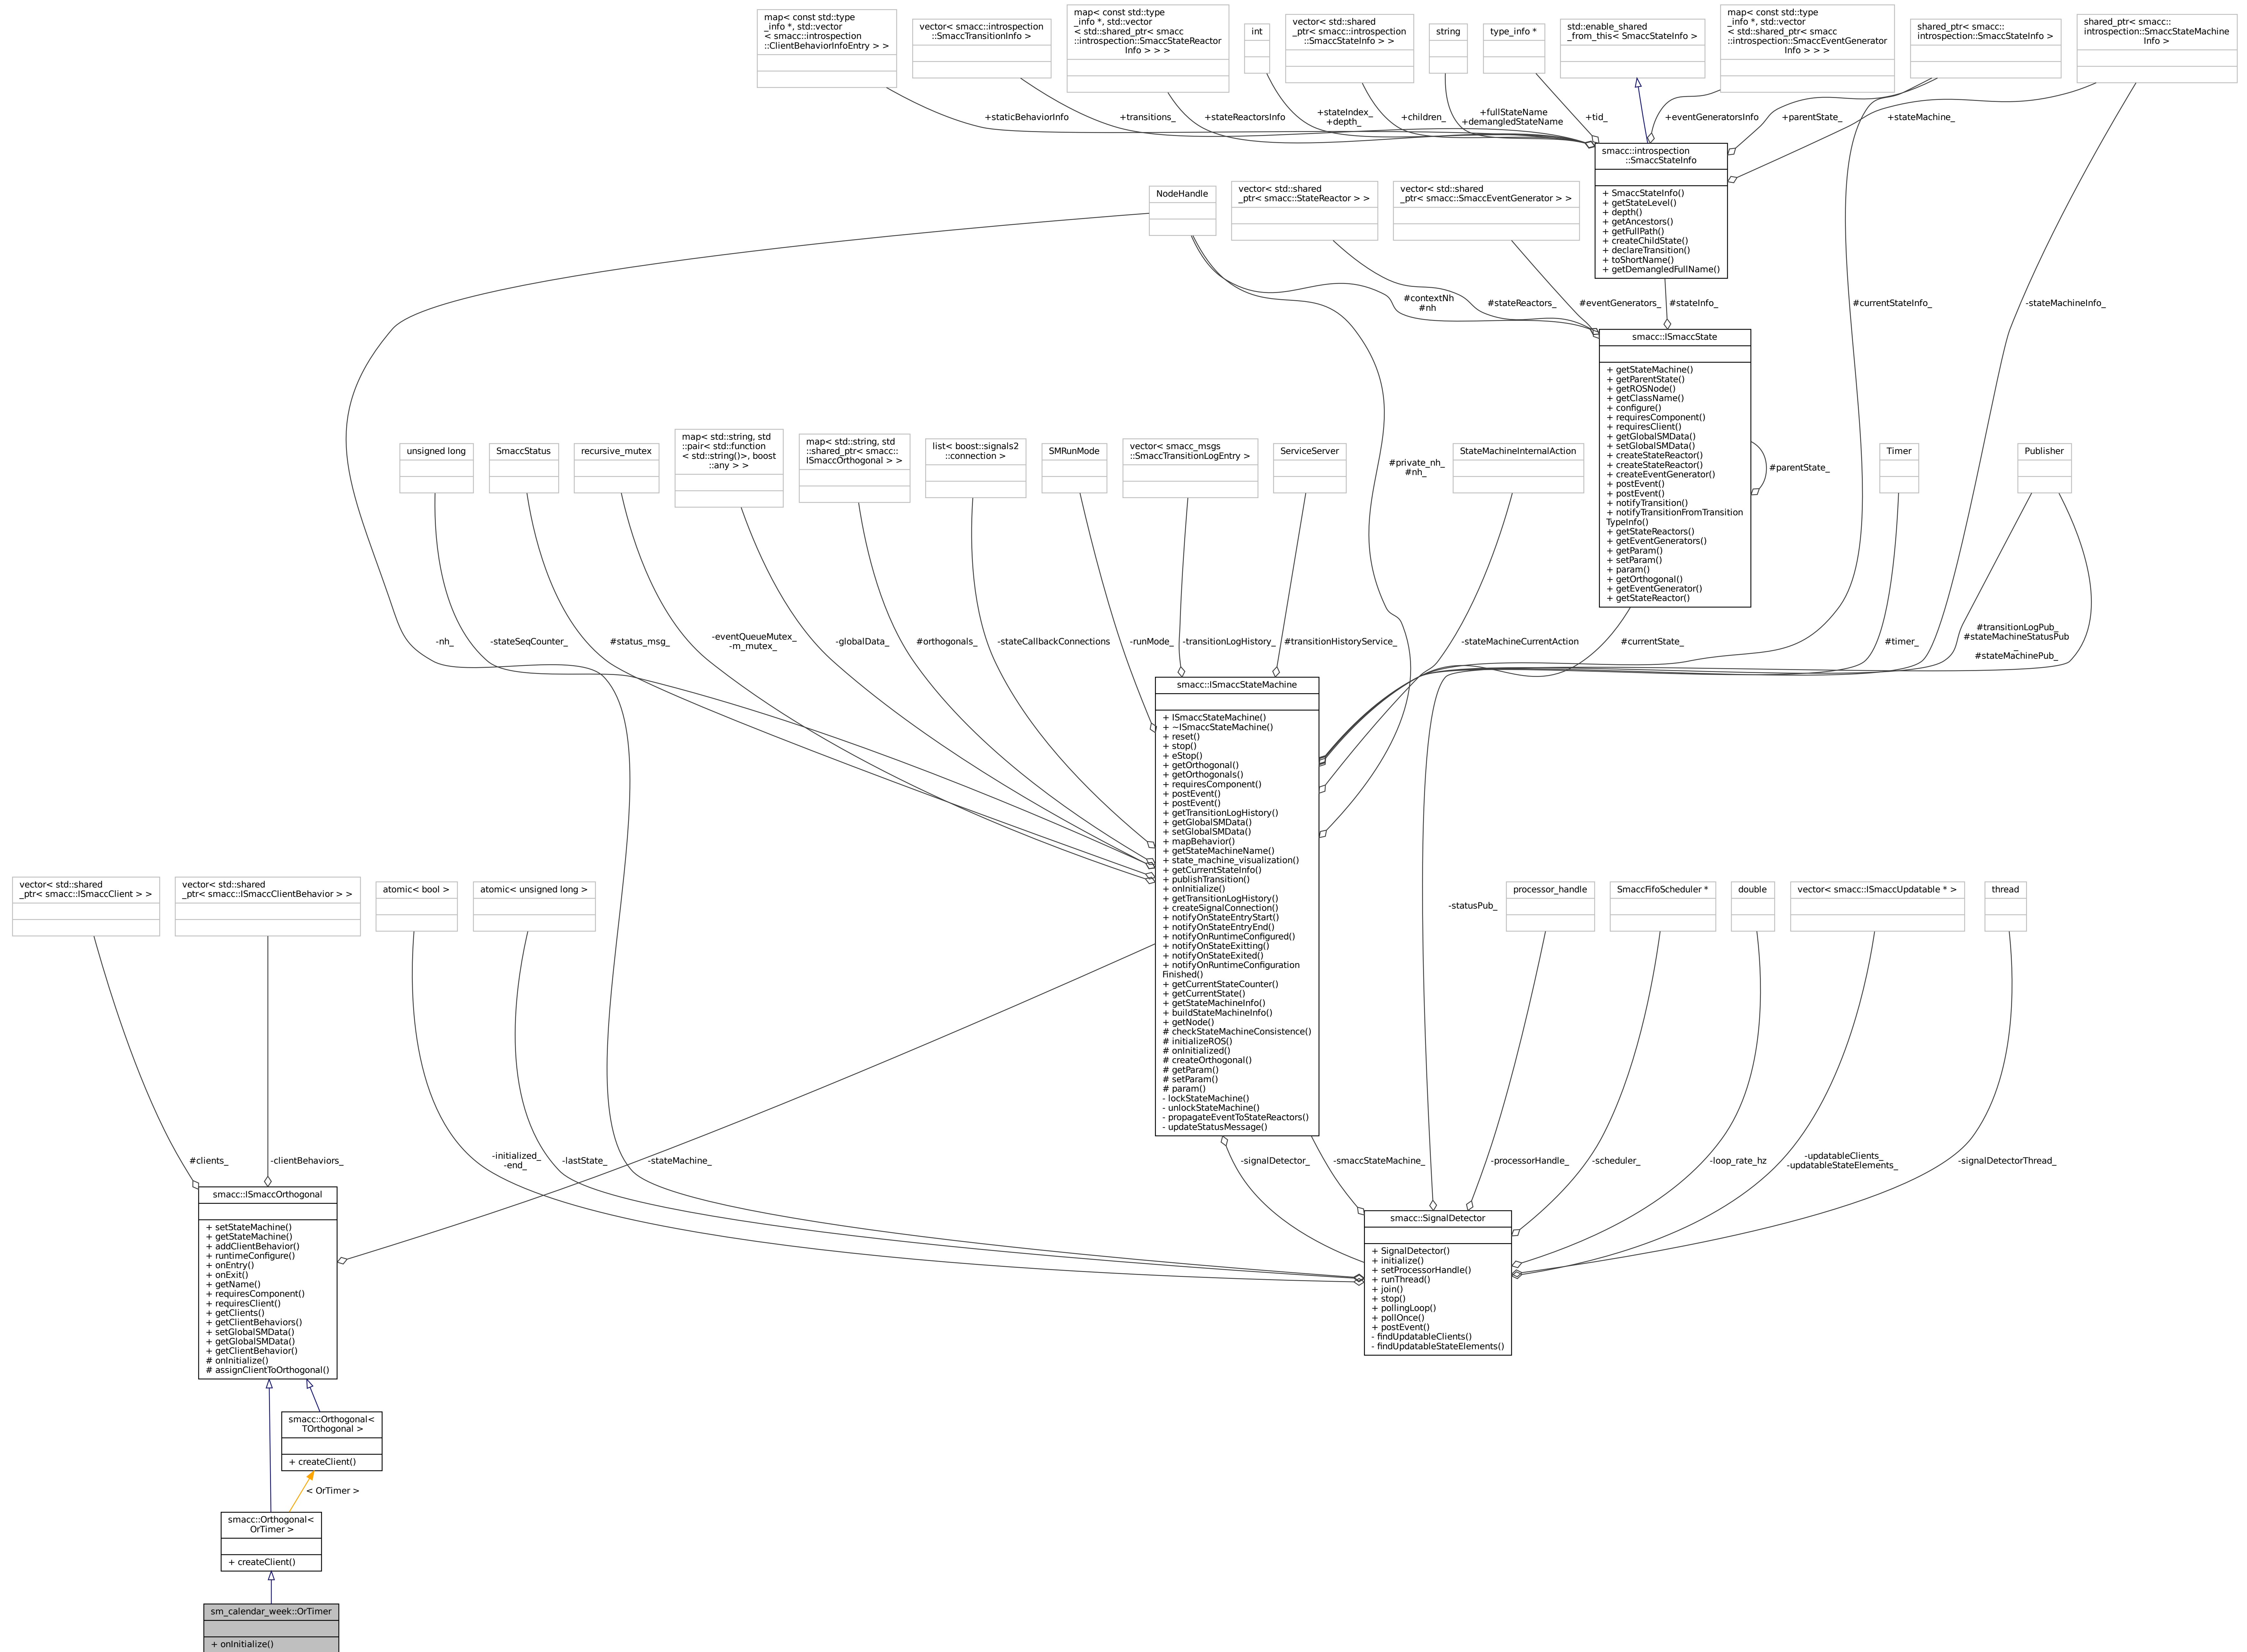 map< const std::type
_info *, std::vector
< smacc::introspection
::ClientBehaviorInfoEntry > >
vector< smacc::introspection
::SmaccTransitionInfo >
map< const std::type
_info *, std::vector
< std::shared_ptr< smacc
::introspection::SmaccStateReactor
Info > > >
int
vector< std::shared
_ptr< smacc::introspection
::SmaccStateInfo > >
string
type_info *
std::enable_shared
_from_this< SmaccStateInfo >
map< const std::type
_info *, std::vector
< std::shared_ptr< smacc
::introspection::SmaccEventGenerator
Info > > >
shared_ptr< smacc::
introspection::SmaccStateInfo >
shared_ptr< smacc::
introspection::SmaccStateMachine
Info >
+staticBehaviorInfo
+transitions_
+stateReactorsInfo
+stateIndex_
+depth_
+children_
+fullStateName
+demangledStateName
+tid_
+eventGeneratorsInfo
+parentState_
+stateMachine_
smacc::introspection
::SmaccStateInfo
+ SmaccStateInfo()
+ getStateLevel()
+ depth()
+ getAncestors()
+ getFullPath()
+ createChildState()
+ declareTransition()
+ toShortName()
+ getDemangledFullName()
NodeHandle
vector< std::shared
_ptr< smacc::StateReactor > >
vector< std::shared
_ptr< smacc::SmaccEventGenerator > >
#contextNh
#nh
#stateReactors_
#eventGenerators_
#stateInfo_
#currentStateInfo_
-stateMachineInfo_
smacc::ISmaccState
+ getStateMachine()
+ getParentState()
+ getROSNode()
+ getClassName()
+ configure()
+ requiresComponent()
+ requiresClient()
+ getGlobalSMData()
+ setGlobalSMData()
+ createStateReactor()
+ createStateReactor()
+ createEventGenerator()
+ postEvent()
+ postEvent()
+ notifyTransition()
+ notifyTransitionFromTransition
TypeInfo()
+ getStateReactors()
+ getEventGenerators()
+ getParam()
+ setParam()
+ param()
+ getOrthogonal()
+ getEventGenerator()
+ getStateReactor()
#parentState_
unsigned long
SmaccStatus
recursive_mutex
map< std::string, std
::pair< std::function
< std::string()>, boost
::any > >
map< std::string, std
::shared_ptr< smacc::
ISmaccOrthogonal > >
list< boost::signals2
::connection >
SMRunMode
vector< smacc_msgs
::SmaccTransitionLogEntry >
ServiceServer
#private_nh_
#nh_
StateMachineInternalAction
Timer
Publisher
-nh_
-stateSeqCounter_
#status_msg_
-eventQueueMutex_
-m_mutex_
-globalData_
#orthogonals_
-stateCallbackConnections
-runMode_
-transitionLogHistory_
#transitionHistoryService_
-stateMachineCurrentAction
#currentState_
#timer_
#transitionLogPub_
#stateMachineStatusPub
_
#stateMachinePub_
smacc::ISmaccStateMachine
+ ISmaccStateMachine()
+ ~ISmaccStateMachine()
+ reset()
+ stop()
+ eStop()
+ getOrthogonal()
+ getOrthogonals()
+ requiresComponent()
+ postEvent()
+ postEvent()
+ getTransitionLogHistory()
+ getGlobalSMData()
+ setGlobalSMData()
+ mapBehavior()
+ getStateMachineName()
+ state_machine_visualization()
+ getCurrentStateInfo()
+ publishTransition()
+ onInitialize()
+ getTransitionLogHistory()
+ createSignalConnection()
+ notifyOnStateEntryStart()
+ notifyOnStateEntryEnd()
+ notifyOnRuntimeConfigured()
+ notifyOnStateExitting()
+ notifyOnStateExited()
+ notifyOnRuntimeConfiguration
Finished()
+ getCurrentStateCounter()
+ getCurrentState()
+ getStateMachineInfo()
+ buildStateMachineInfo()
+ getNode()
# checkStateMachineConsistence()
# initializeROS()
# onInitialized()
# createOrthogonal()
# getParam()
# setParam()
# param()
- lockStateMachine()
- unlockStateMachine()
- propagateEventToStateReactors()
- updateStatusMessage()
vector< std::shared
_ptr< smacc::ISmaccClient > >
vector< std::shared
_ptr< smacc::ISmaccClientBehavior > >
atomic< bool >
atomic< unsigned long >
-statusPub_
processor_handle
SmaccFifoScheduler *
double
vector< smacc::ISmaccUpdatable * >
thread
#clients_
-clientBehaviors_
-initialized_
-end_
-lastState_
-stateMachine_
-signalDetector_
-smaccStateMachine_
-processorHandle_
-scheduler_
-loop_rate_hz
-updatableClients_
-updatableStateElements_
-signalDetectorThread_
smacc::ISmaccOrthogonal
+ setStateMachine()
+ getStateMachine()
+ addClientBehavior()
+ runtimeConfigure()
+ onEntry()
+ onExit()
+ getName()
+ requiresComponent()
+ requiresClient()
+ getClients()
+ getClientBehaviors()
+ setGlobalSMData()
+ getGlobalSMData()
+ getClientBehavior()
# onInitialize()
# assignClientToOrthogonal()
smacc::SignalDetector
+ SignalDetector()
+ initialize()
+ setProcessorHandle()
+ runThread()
+ join()
+ stop()
+ pollingLoop()
+ pollOnce()
+ postEvent()
- findUpdatableClients()
- findUpdatableStateElements()
smacc::Orthogonal<
TOrthogonal >
+ createClient()
< OrTimer >
smacc::Orthogonal<
OrTimer >
+ createClient()
sm_calendar_week::OrTimer
+ onInitialize()